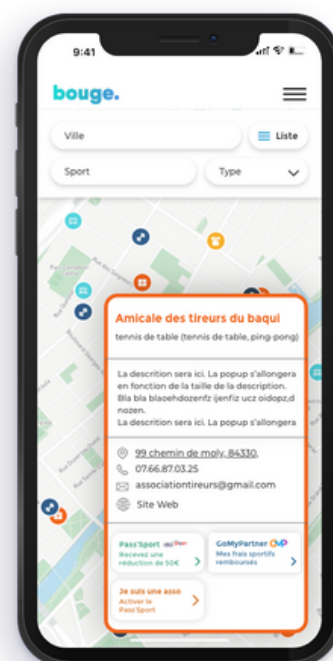 9:41
bouge.
Ville
Liste
Sport
Type
Amicale des tireurs du baqui
tennis de table (tennis de table, ping-pong)
La descrition sera ici. La popup s'allongera
en fonction de la taille de la description.
Bla bla blaoehdozenfz ijenfiz ucz oidopz,d
nozen.
La descrition sera ici. La popup s'allongera
99 chemin de moly, 84330,
07.66.87.03.25
associationtireurs@gmail.com
Site Web
Pass'Sport
Recevez une
réduction de 50€
GoMyPartner
Mes frais sportifs
remboursés
Je suis une asso
Activer le
Pass'Sport